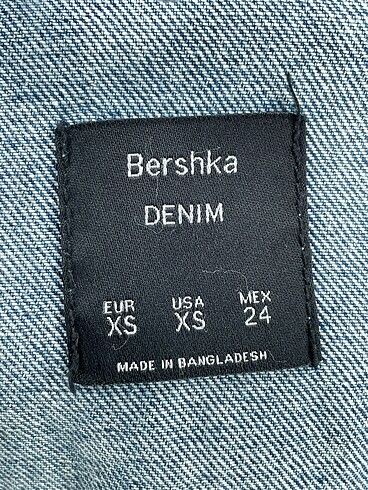 Bershka
DENIM
EUR USA MEX
XS XS 24
MADE IN BANGLADESH